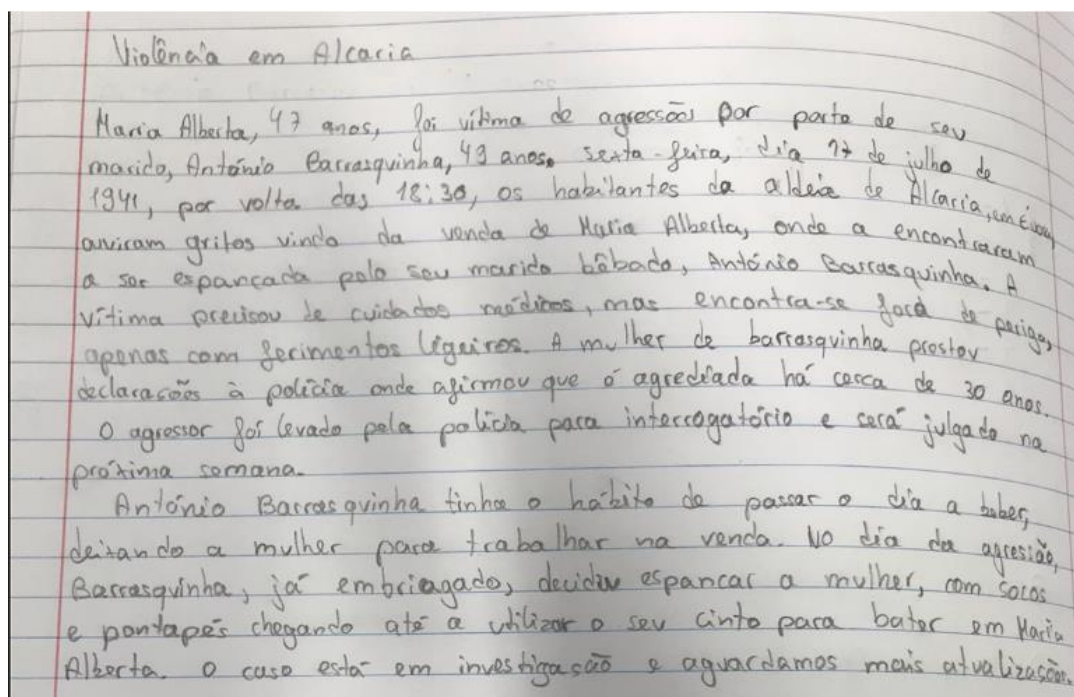 Violência em Alcaria
Maria Alberta, 47 anos, foi vítima de agressões por parte de seu
marido, António Barrasquinha, 49 anos. Sexta-feira, dia 17 de julho de
1941, por volta das 18:30, os habitantes da aldeia de Alcaria, em Évora,
ouviram gritos vindo da venda de Maria Alberta, onde a encontraram
a ser espancada pelo seu marido bêbado, António Barrasquinha. A
vítima precisou de cuidados médicos, mas encontra-se forá de perigo,
apenas com ferimentos ligeiros. A mulher de barrasquinha prestou
declarações à polícia onde afirmou que é agrediada há cerca de 30 anos.
O agressor foi levado pela polícia para interrogatório e será julgado na
próxima semana.
António Barrasquinha tinha o hábito de passar o dia a beber,
deixando a mulher para trabalhar na venda. No dia da agressão,
Barrasquinha, já embriagado, decidiu espancar a mulher, com socos
e pontapés chegando até a utilizar o seu cinto para bater em Maria
Alberta. O caso está em investigação e aguardamos mais atualizações.